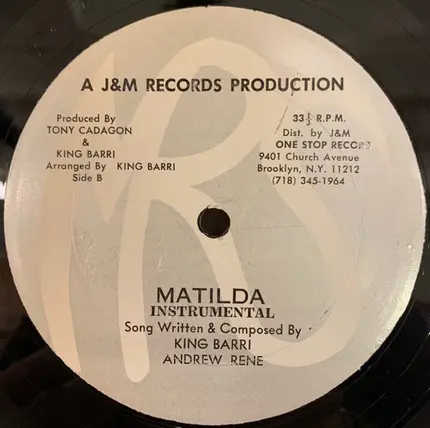 A J&M RECORDS PRODUCTION
Produced By
TONY CADAGON
&
KING BARRI
Arranged By KING BARRI
Side B
33⅓ R.P.M.
Dist. by J&M
ONE STOP RECORD
9401 Church Avenue
Brooklyn, N.Y. 11212
(718) 345-1964
MATILDA
INSTRUMENTAL
Song Written & Composed By
KING BARRI
ANDREW RENE